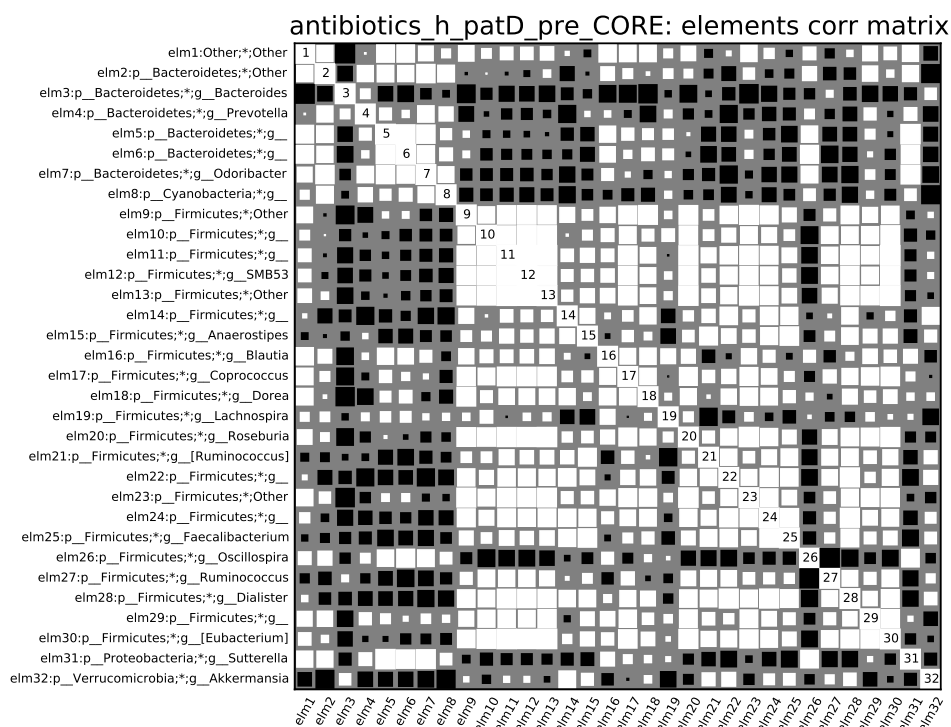 antibiotics_h_patD_pre_CORE: elements corr matrix
elm1:Other;*;Other
elm2:p__Bacteroidetes;*;Other
elm3:p__Bacteroidetes;*;g__Bacteroides
elm4:p__Bacteroidetes;*;g__Prevotella
elm5:p__Bacteroidetes;*;g__
elm6:p__Bacteroidetes;*;g__
elm7:p__Bacteroidetes;*;g__Odoribacter
elm8:p__Cyanobacteria;*;g__
elm9:p__Firmicutes;*;Other
elm10:p__Firmicutes;*;g__
elm11:p__Firmicutes;*;g__
elm12:p__Firmicutes;*;g__SMB53
elm13:p__Firmicutes;*;Other
elm14:p__Firmicutes;*;g__
elm15:p__Firmicutes;*;g__Anaerostipes
elm16:p__Firmicutes;*;g__Blautia
elm17:p__Firmicutes;*;g__Coprococcus
elm18:p__Firmicutes;*;g__Dorea
elm19:p__Firmicutes;*;g__Lachnospira
elm20:p__Firmicutes;*;g__Roseburia
elm21:p__Firmicutes;*;g__[Ruminococcus]
elm22:p__Firmicutes;*;g__
elm23:p__Firmicutes;*;Other
elm24:p__Firmicutes;*;g__
elm25:p__Firmicutes;*;g__Faecalibacterium
elm26:p__Firmicutes;*;g__Oscillospira
elm27:p__Firmicutes;*;g__Ruminococcus
elm28:p__Firmicutes;*;g__Dialister
elm29:p__Firmicutes;*;g__
elm30:p__Firmicutes;*;g__[Eubacterium]
elm31:p__Proteobacteria;*;g__Sutterella
elm32:p__Verrucomicrobia;*;g__Akkermansia
1
2
3
4
5
6
7
8
9
10
11
12
13
14
15
16
17
18
19
20
21
22
23
24
25
26
27
28
29
30
31
32
elm1 elm2 elm3 elm4 elm5 elm6 elm7 elm8 elm9 elm10 elm11 elm12 elm13 elm14 elm15 elm16 elm17 elm18 elm19 elm20 elm21 elm22 elm23 elm24 elm25 elm26 elm27 elm28 elm29 elm30 elm31 elm32